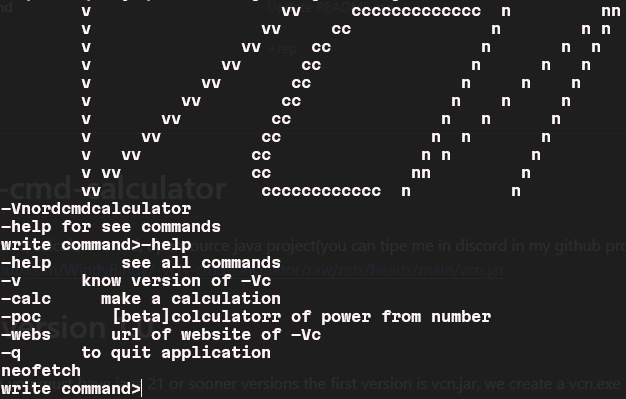 v                   vv     ccccccccccccc  n         nn
v                 vv     cc              n        n n
v               vv     cc               n       n  n
v             vv      cc               n      n   n
v           vv       cc               n     n    n
v         vv        cc               n    n     n
v       vv         cc               n   n      n
v     vv          cc               n  n       n
v   vv           cc               n n        n
v vv             cc              nn         n
vv                cccccccccccc  n          n
-Vnordcmdcalculator
-help for see commands
write command>-help
-help       see all commands
-v      know version of -Vc
-calc     make a calculation
-poc       [beta]colculatorr of power from number
-webs      url of website of -Vc
-q      to quit application
neofetch
write command>
-cmd-calculator
source java project(you can tipe me in discord in my github pro
/raw/refs/heads/main/vcn.jar
version 1.0
21 or sooner versions the first version is vcn.jar, we create a vcn.exe